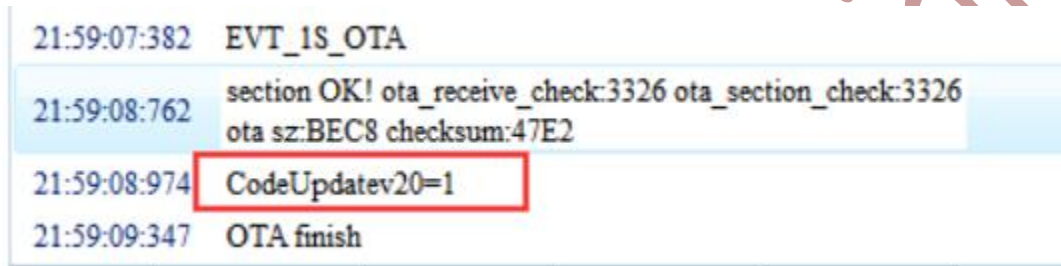 21:59:07:382 EVT_1S_OTA
section OK! ota_receive_check:3326 ota_section_check:3326
21:59:08:762
ota sz:BEC8 checksum:47E2
21:59:08:974 CodeUpdatev20=1
21:59:09:347 OTA finish